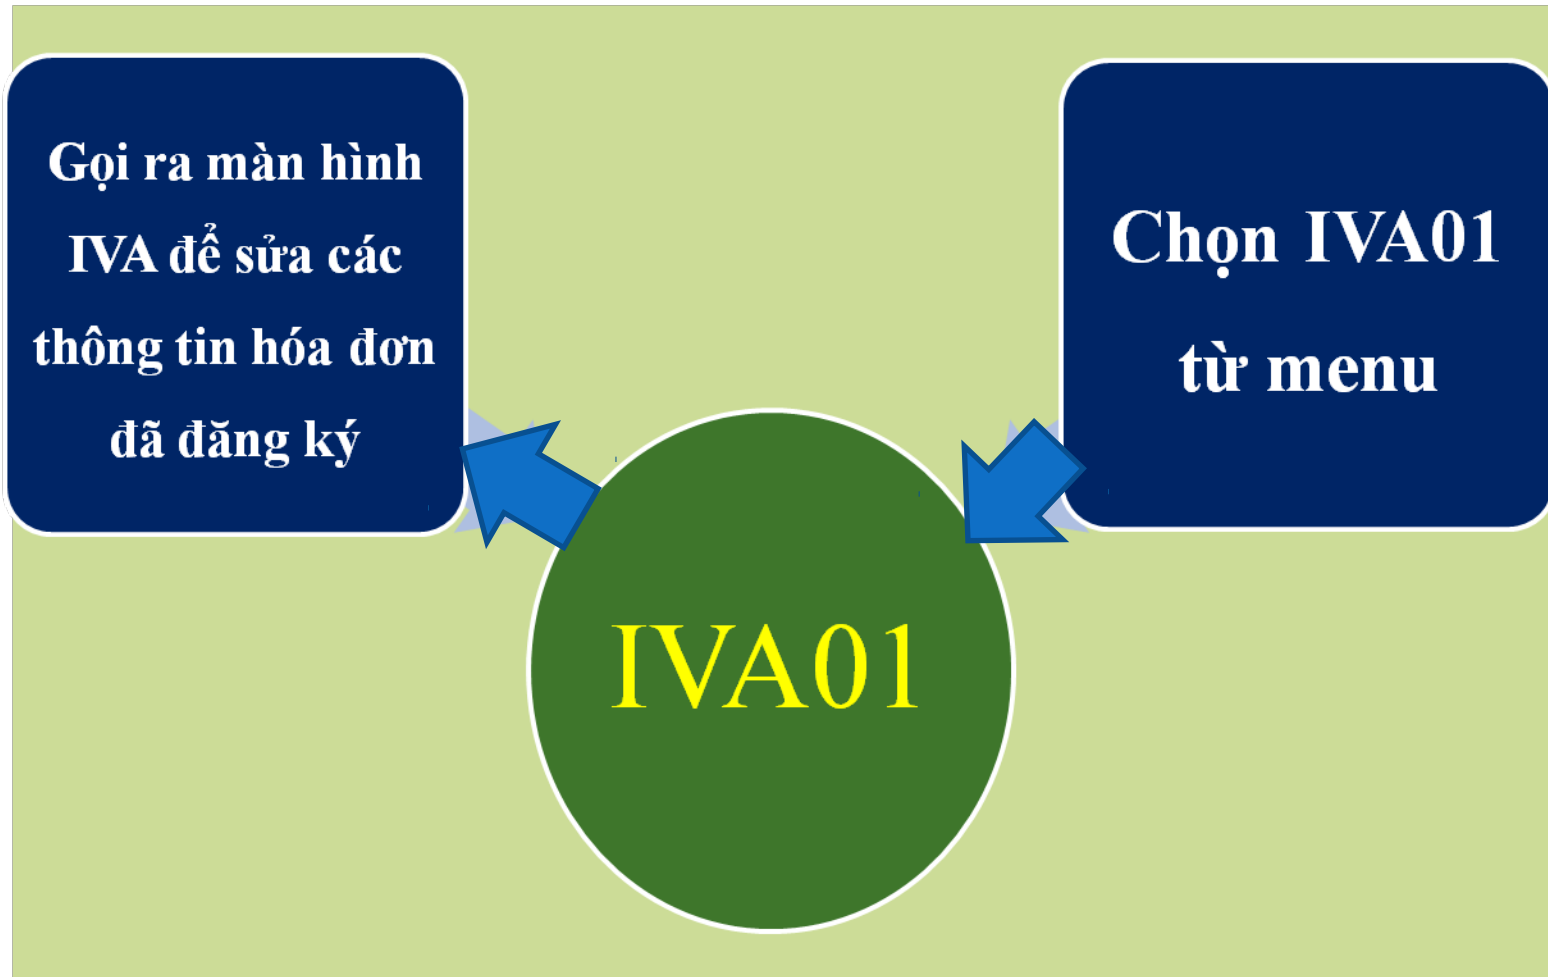 Gọi ra màn hình
IVA để sửa các
thông tin hóa đơn
đã đăng ký
Chọn IVA01
từ menu
IVA01